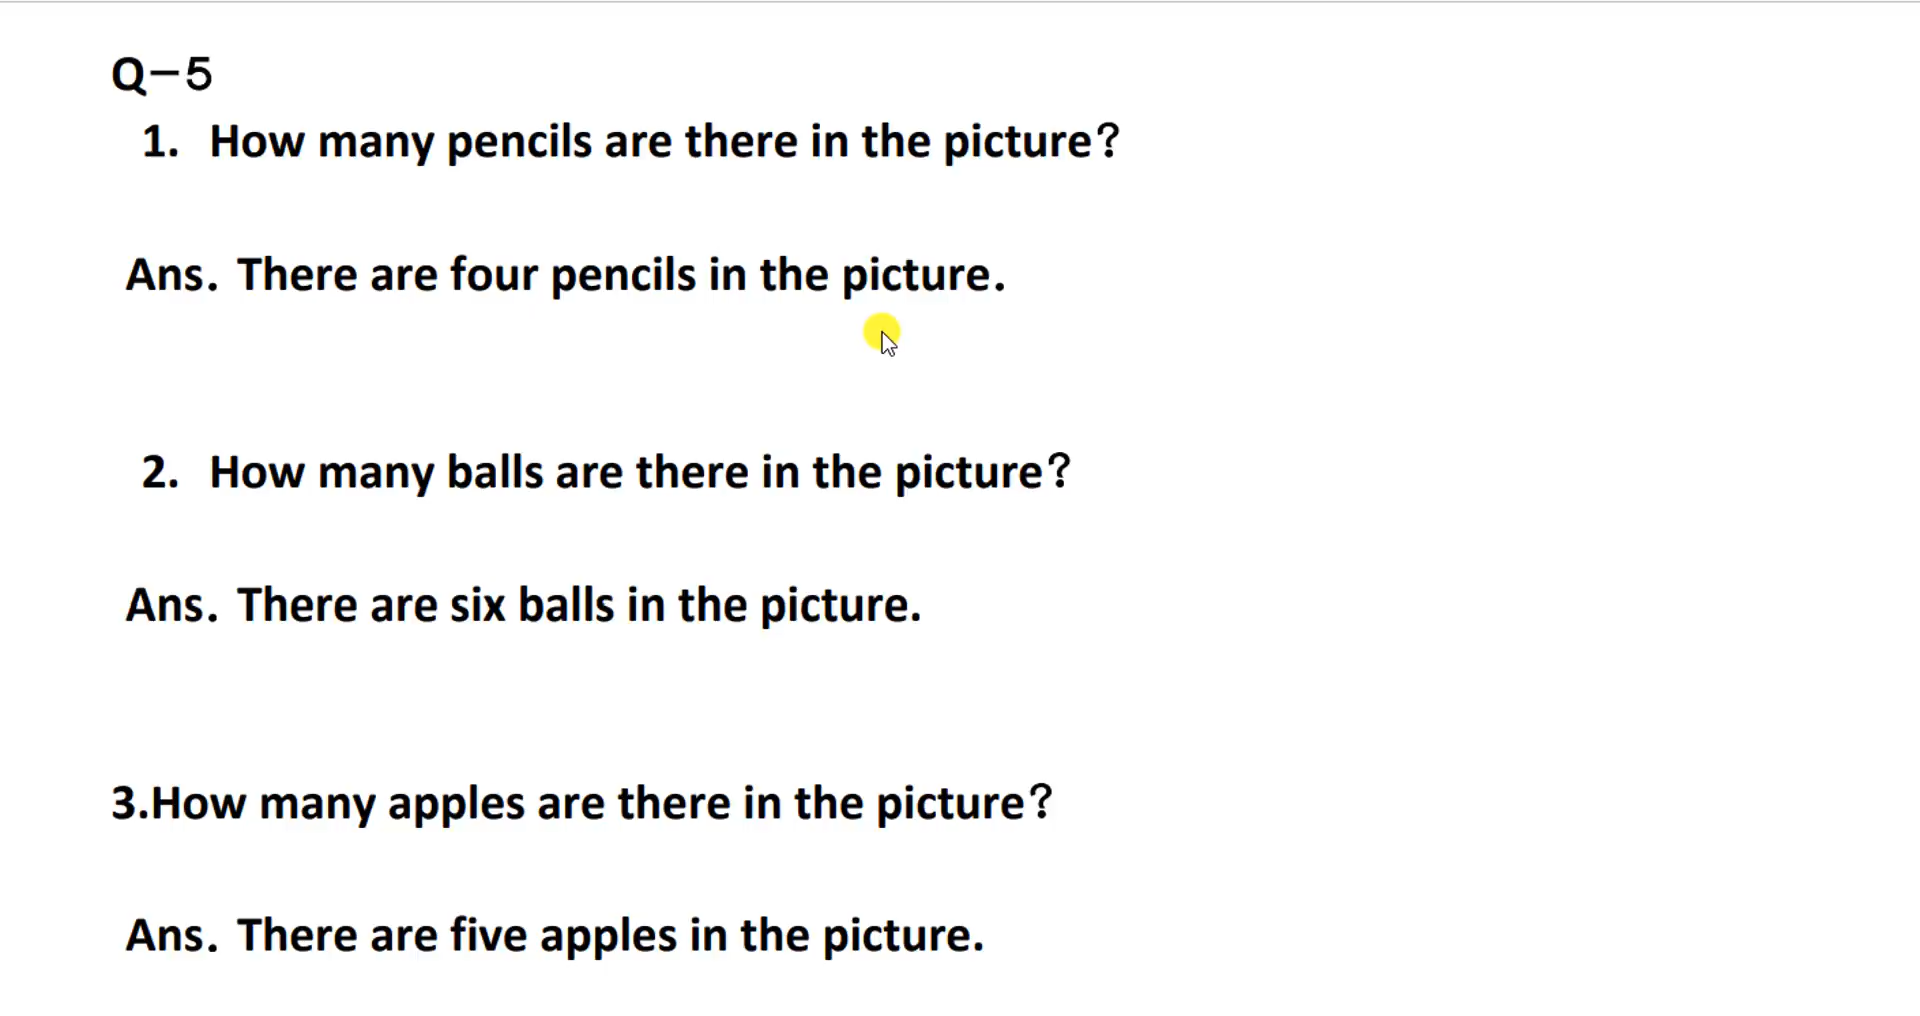 Q－5
1. How many pencils are there in the picture？
Ans. There are four pencils in the picture.
2. How many balls are there in the picture？
Ans. There are six balls in the picture.
3.How many apples are there in the picture？
Ans. There are five apples in the picture.